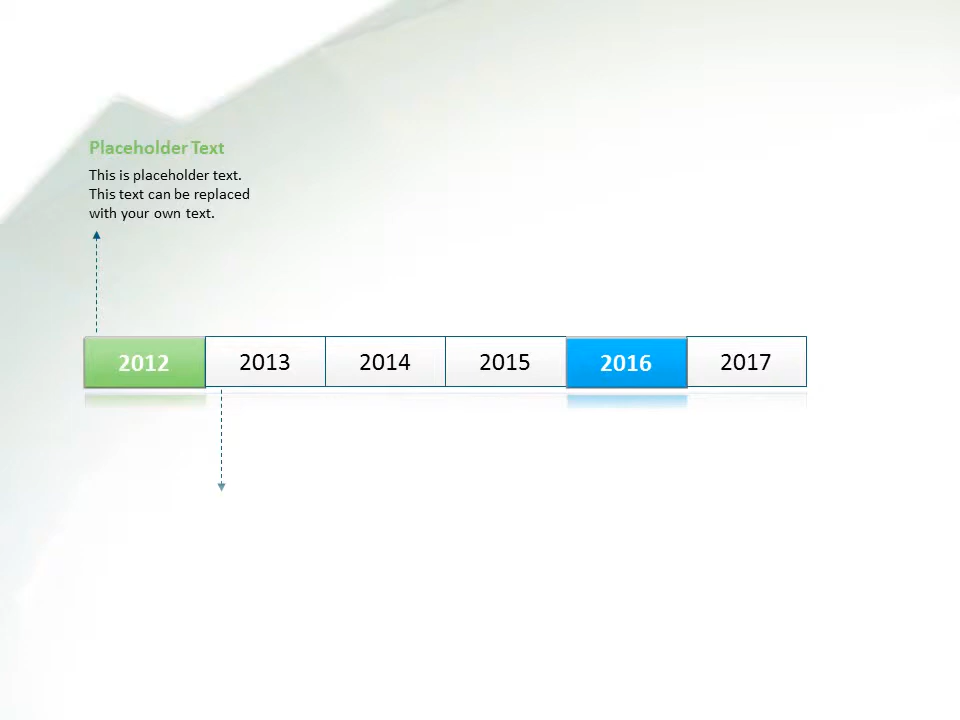 Placeholder Text
This is placeholder text.
This text can be replaced
with your own text.
2012 2013 2014 2015 2016 2017